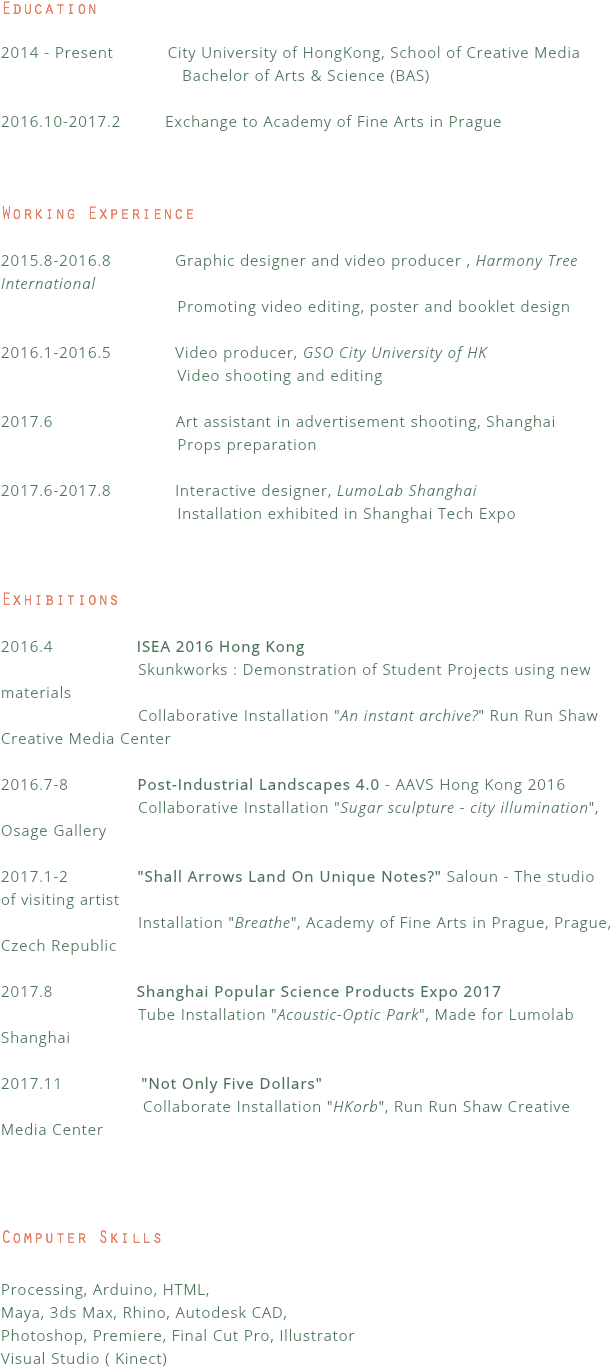 EDUCATION
2014 - Present City University of HongKong, School of Creative Media
Bachelor of Arts & Science (BAS)
2016.10-2017.2 Exchange to Academy of Fine Arts in Prague
WORKING EXPERIENCE
2015.8-2016.8 Graphic designer and video producer , Harmony Tree
International
Promoting video editing, poster and booklet design
2016.1-2016.5 Video producer, GSO City University of HK
Video shooting and editing
2017.6 Art assistant in advertisement shooting, Shanghai
Props preparation
2017.6-2017.8 Interactive designer, LumoLab Shanghai
Installation exhibited in Shanghai Tech Expo
EXHIBITIONS
2016.4 ISEA 2016 Hong Kong
Skunkworks : Demonstration of Student Projects using new
materials
Collaborative Installation "An instant archive?" Run Run Shaw
Creative Media Center
2016.7-8 Post-Industrial Landscapes 4.0 - AAVS Hong Kong 2016
Collaborative Installation "Sugar sculpture - city illumination",
Osage Gallery
2017.1-2 "Shall Arrows Land On Unique Notes?" Saloun - The studio
of visiting artist
Installation "Breathe", Academy of Fine Arts in Prague, Prague,
Czech Republic
2017.8 Shanghai Popular Science Products Expo 2017
Tube Installation "Acoustic-Optic Park", Made for Lumolab
Shanghai
2017.11 "Not Only Five Dollars"
Collaborate Installation "HKorb", Run Run Shaw Creative
Media Center
COMPUTER SKILLS
Processing, Arduino, HTML,
Maya, 3ds Max, Rhino, Autodesk CAD,
Photoshop, Premiere, Final Cut Pro, Illustrator
Visual Studio ( Kinect)